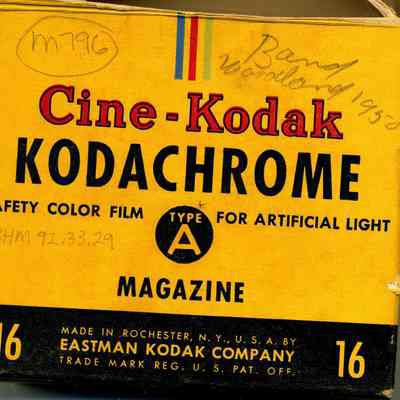 m796
Band
1950
Cine-Kodak
KODACHROME
AFETY COLOR FILM TYPE A FOR ARTIFICIAL LIGHT
HM 92.33.29
MAGAZINE
16 MADE IN ROCHESTER, N.Y., U.S.A. BY 16
EASTMAN KODAK COMPANY
TRADE MARK REG. U.S. PAT. OFF.